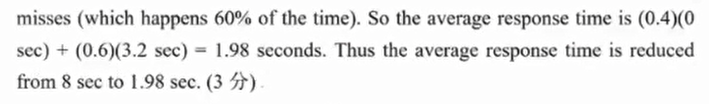 misses (which happens 60% of the time). So the average response time is (0.4)(0
sec) + (0.6)(3.2 sec) = 1.98 seconds. Thus the average response time is reduced
from 8 sec to 1.98 sec. (3 分)